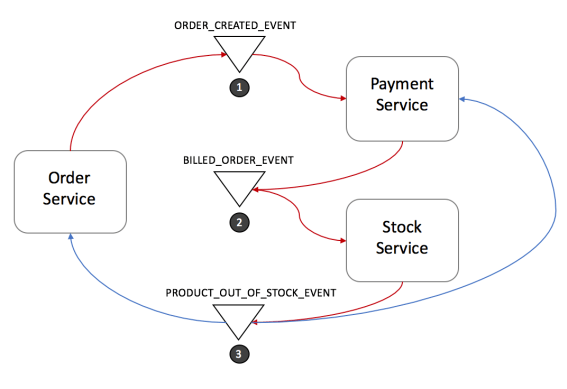 ORDER_CREATED_EVENT
1
Payment
Service
BILLED_ORDER_EVENT
Order
Service
2
Stock
Service
PRODUCT_OUT_OF_STOCK_EVENT
3